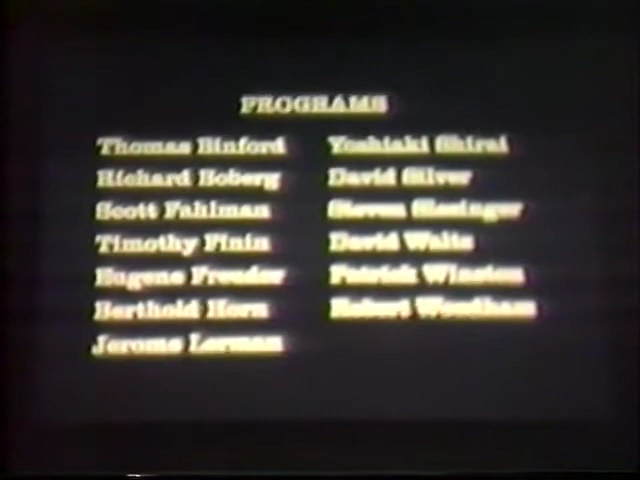 PROGRAMS
Thomas Binford
Richard Boberg
Scott Fahlman
Timothy Finin
Eugene Freuder
Berthold Horn
Jerome Lerman
Yoshiaki Shirai
David Silver
Steven Slesinger
David Waltz
Patrick Winston
Robert Woodham